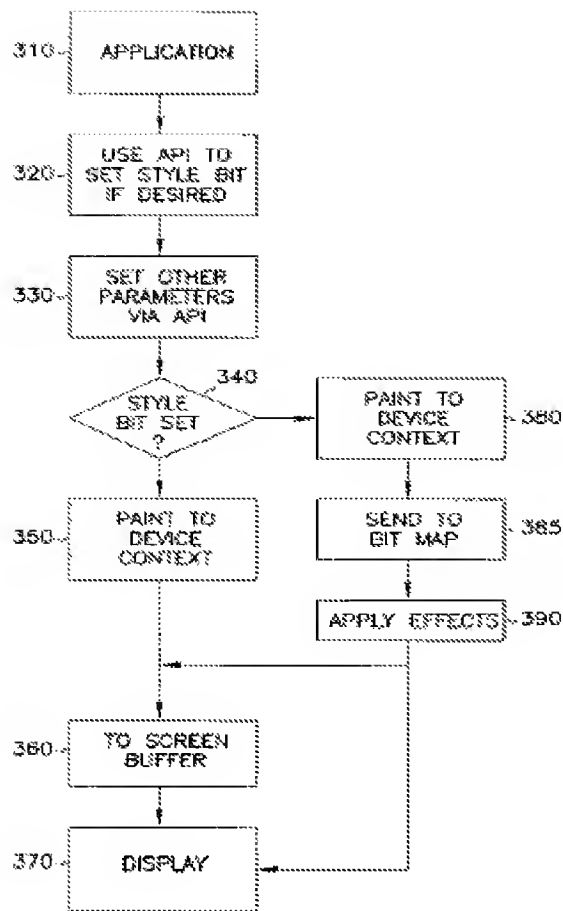 310
APPLICATION
320
USE API TO
SET STYLE BIT
IF DESIRED
330
SET OTHER
PARAMETERS
VIA API
340
STYLE
BIT SET
?
350
PAINT TO
DEVICE
CONTEXT
380
PAINT TO
DEVICE
CONTEXT
385
SEND TO
BIT MAP
390
APPLY EFFECTS
360
TO SCREEN
BUFFER
370
DISPLAY